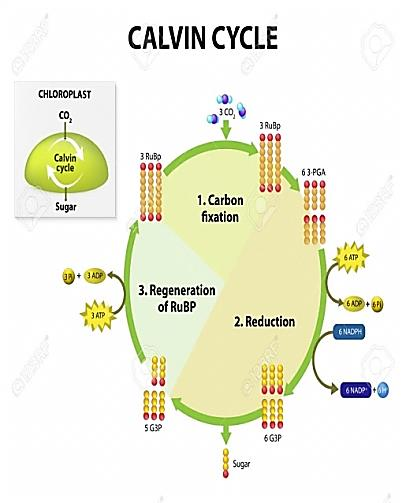 CALVIN CYCLE
CHLOROPLAST
CO2
Calvin
cycle
Sugar
3 CO2
3 RuBp
3 RuBp
6 3-PGA
1. Carbon
fixation
6 ATP
6 ADP + 6 Pi
6 NADPH
6 NADP+ + 6 H
2. Reduction
3. Regeneration
of RuBP
3 Pi + 3 ADP
3 ATP
5 G3P
6 G3P
Sugar
123RF